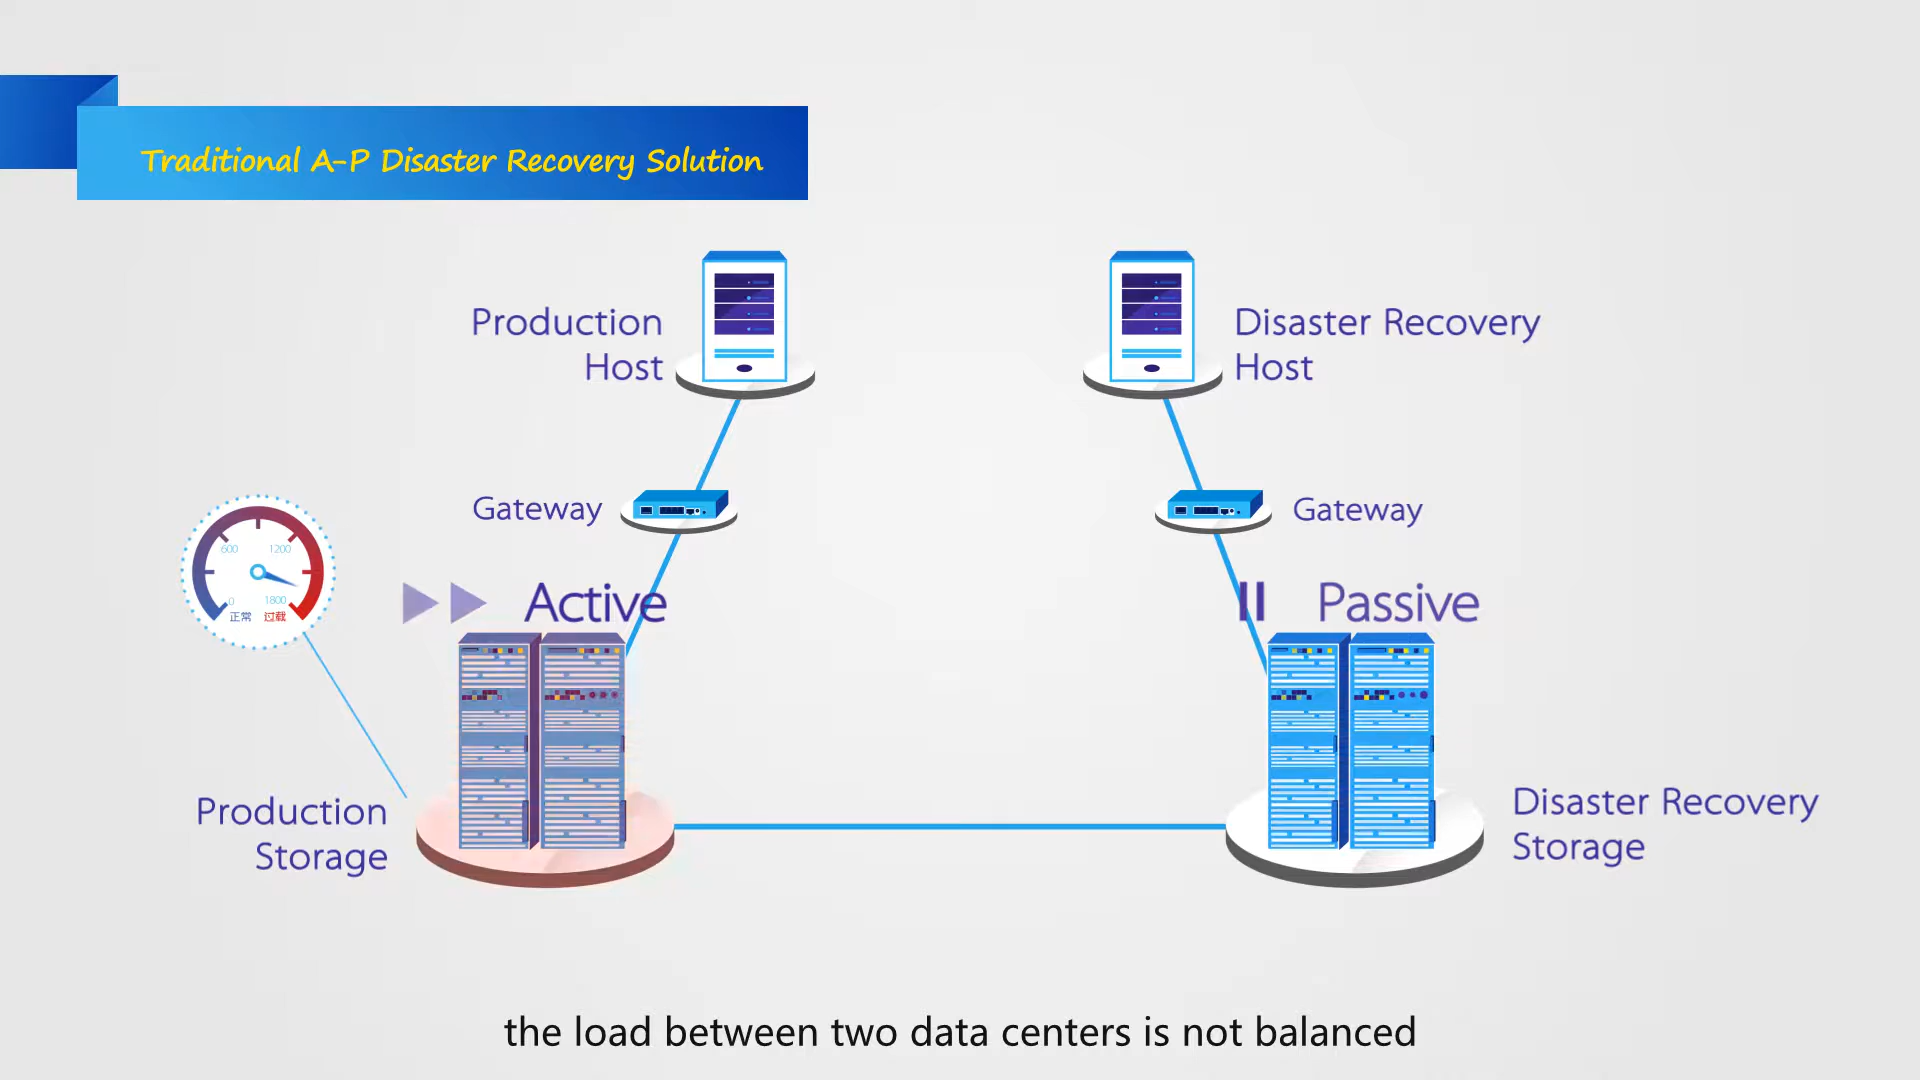 Traditional A-P Disaster Recovery Solution
Production
Host
Disaster Recovery
Host
Gateway
Gateway
600
1200
0
1800
正常
过载
Active
Passive
Production
Storage
Disaster Recovery
Storage
the load between two data centers is not balanced